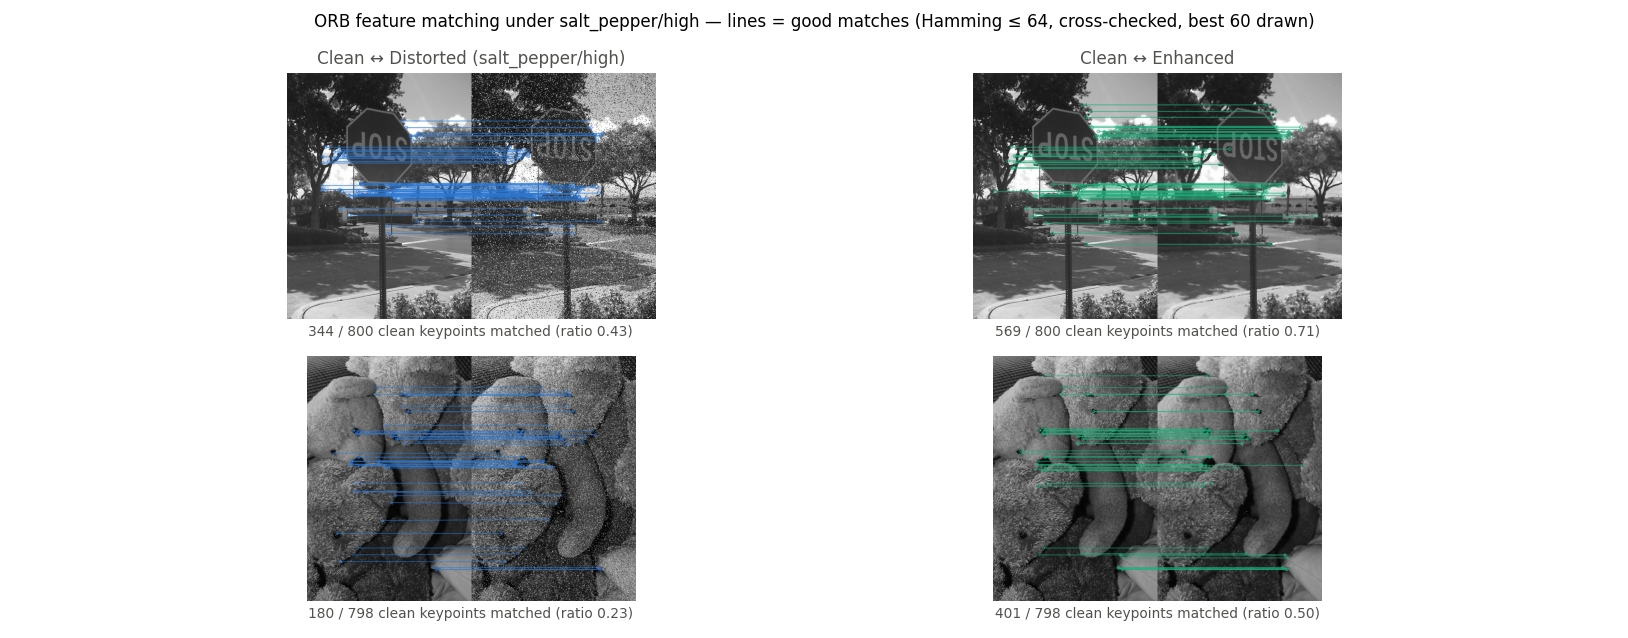 ORB feature matching under salt_pepper/high — lines = good matches (Hamming ≤ 64, cross-checked, best 60 drawn)
Clean ↔ Distorted (salt_pepper/high)
Clean ↔ Enhanced
STOP
STOP
STOP
STOP
344 / 800 clean keypoints matched (ratio 0.43)
569 / 800 clean keypoints matched (ratio 0.71)
180 / 798 clean keypoints matched (ratio 0.23)
401 / 798 clean keypoints matched (ratio 0.50)